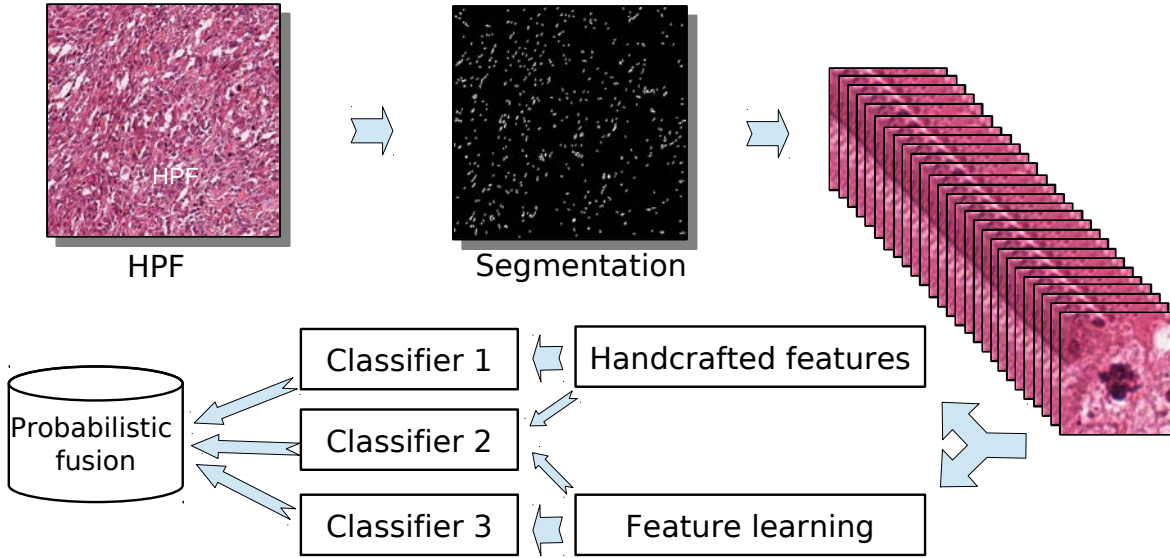 HPF
HPF
Segmentation
Classifier 1
Handcrafted features
Probabilistic
fusion
Classifier 2
Classifier 3
Feature learning